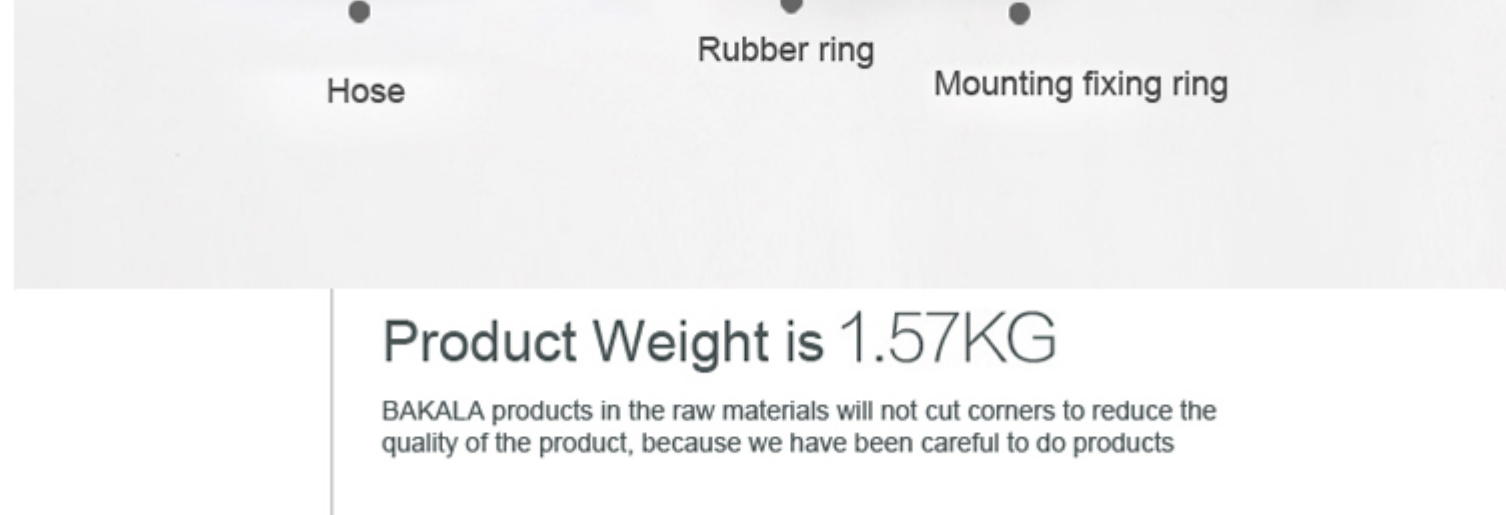 Rubber ring
Mounting fixing ring
Hose
Product Weight is 1.57KG
BAKALA products in the raw materials will not cut corners to reduce the
quality of the product, because we have been careful to do products